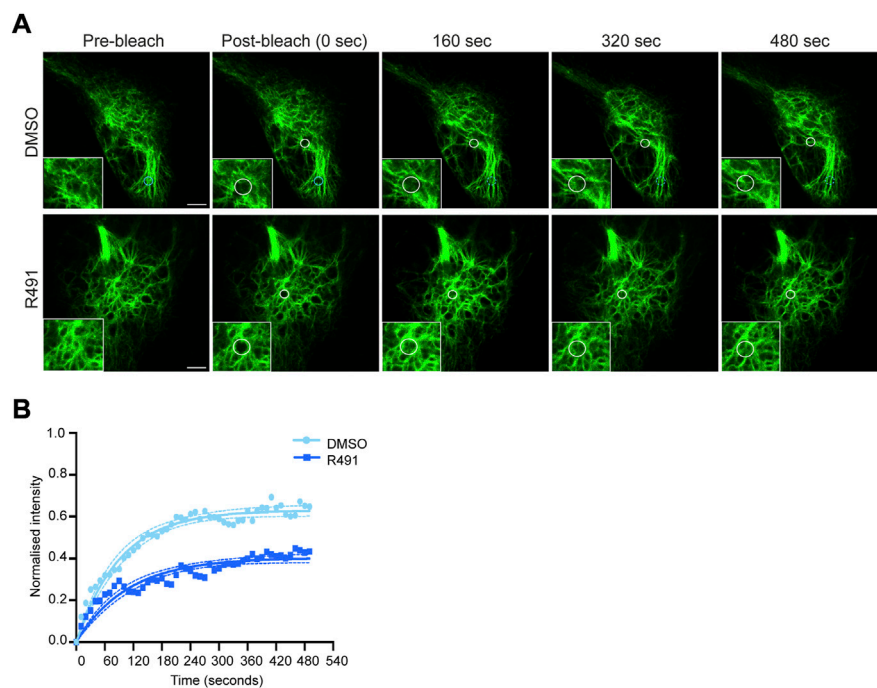 A
Pre-bleach Post-bleach (0 sec) 160 sec 320 sec 480 sec
DMSO
R491
B
1.0
0.8
0.6
0.4
0.2
0.0
Normalised intensity
DMSO
R491
0 60 120 180 240 300 360 420 480 540
Time (seconds)